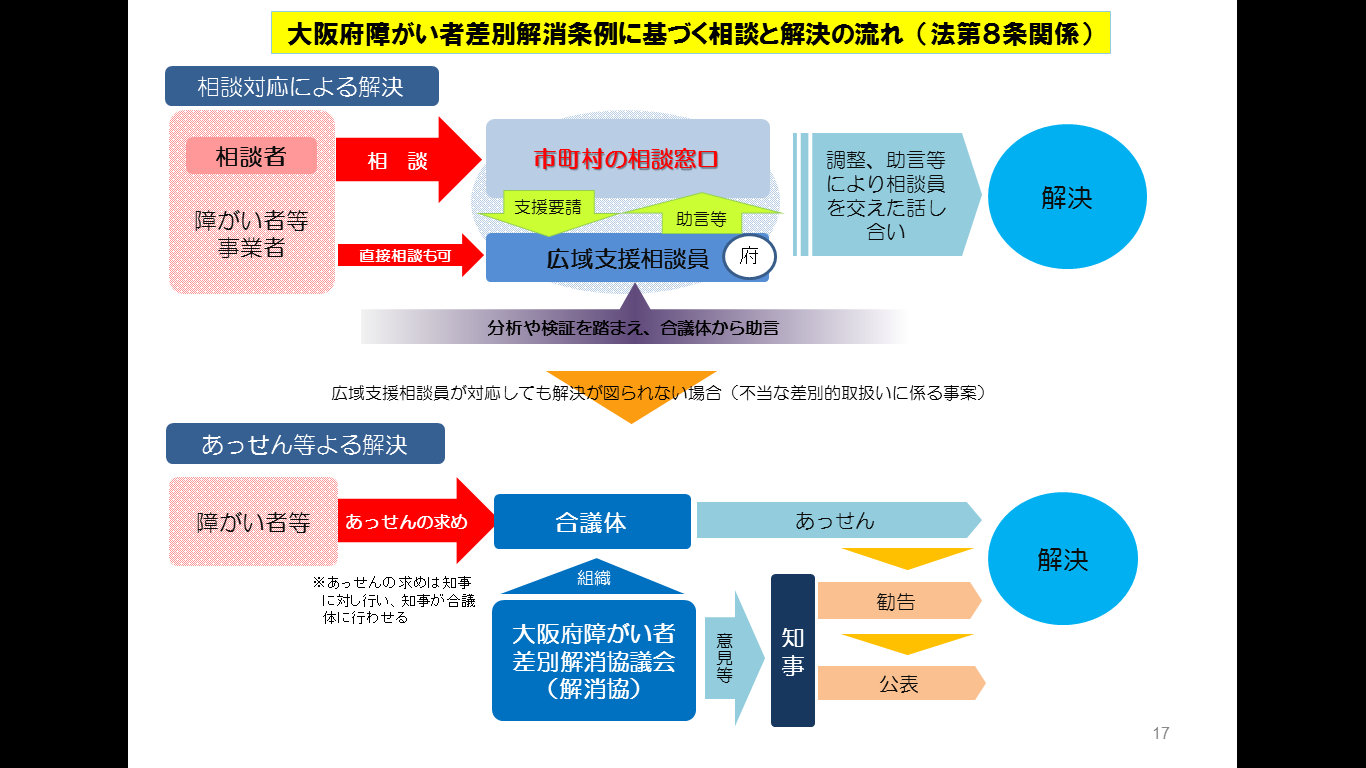 大阪府障がい者差別解消条例に基づく相談と解決の流れ（法第８条関係）
相談対応による解決
相談者
障がい者等
事業者
相　談
直接相談も可
市町村の相談窓口
支援要請
助言等
広域支援相談員
府
調整、助言等
により相談員
を交えた話し
合い
解決
分析や検証を踏まえ、合議体から助言
広域支援相談員が対応しても解決が図られない場合（不当な差別的取扱いに係る事案）
あっせん等よる解決
障がい者等
あっせんの求め
※あっせんの求めは知事
に対し行い、知事が合議
体に行わせる
合議体
組織
大阪府障がい者
差別解消協議会
（解消協）
意見等
知事
あっせん
勧告
公表
解決
17